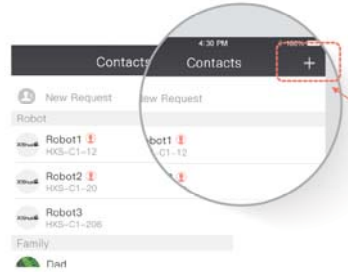 4:30 PM
Contacts
Contacts
+
New Request
New Request
Robot
Robot1
HXS-C1-12
Robot2
HXS-C1-20
Robot3
HXS-C1-206
Family
Dad
bot1
-C1-12